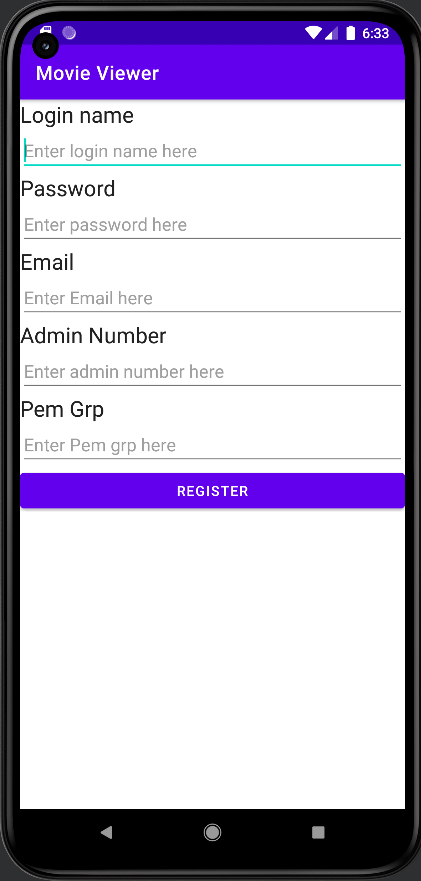 6:33
Movie Viewer
Login name
Enter login name here
Password
Enter password here
Email
Enter Email here
Admin Number
Enter admin number here
Pem Grp
Enter Pem grp here
REGISTER